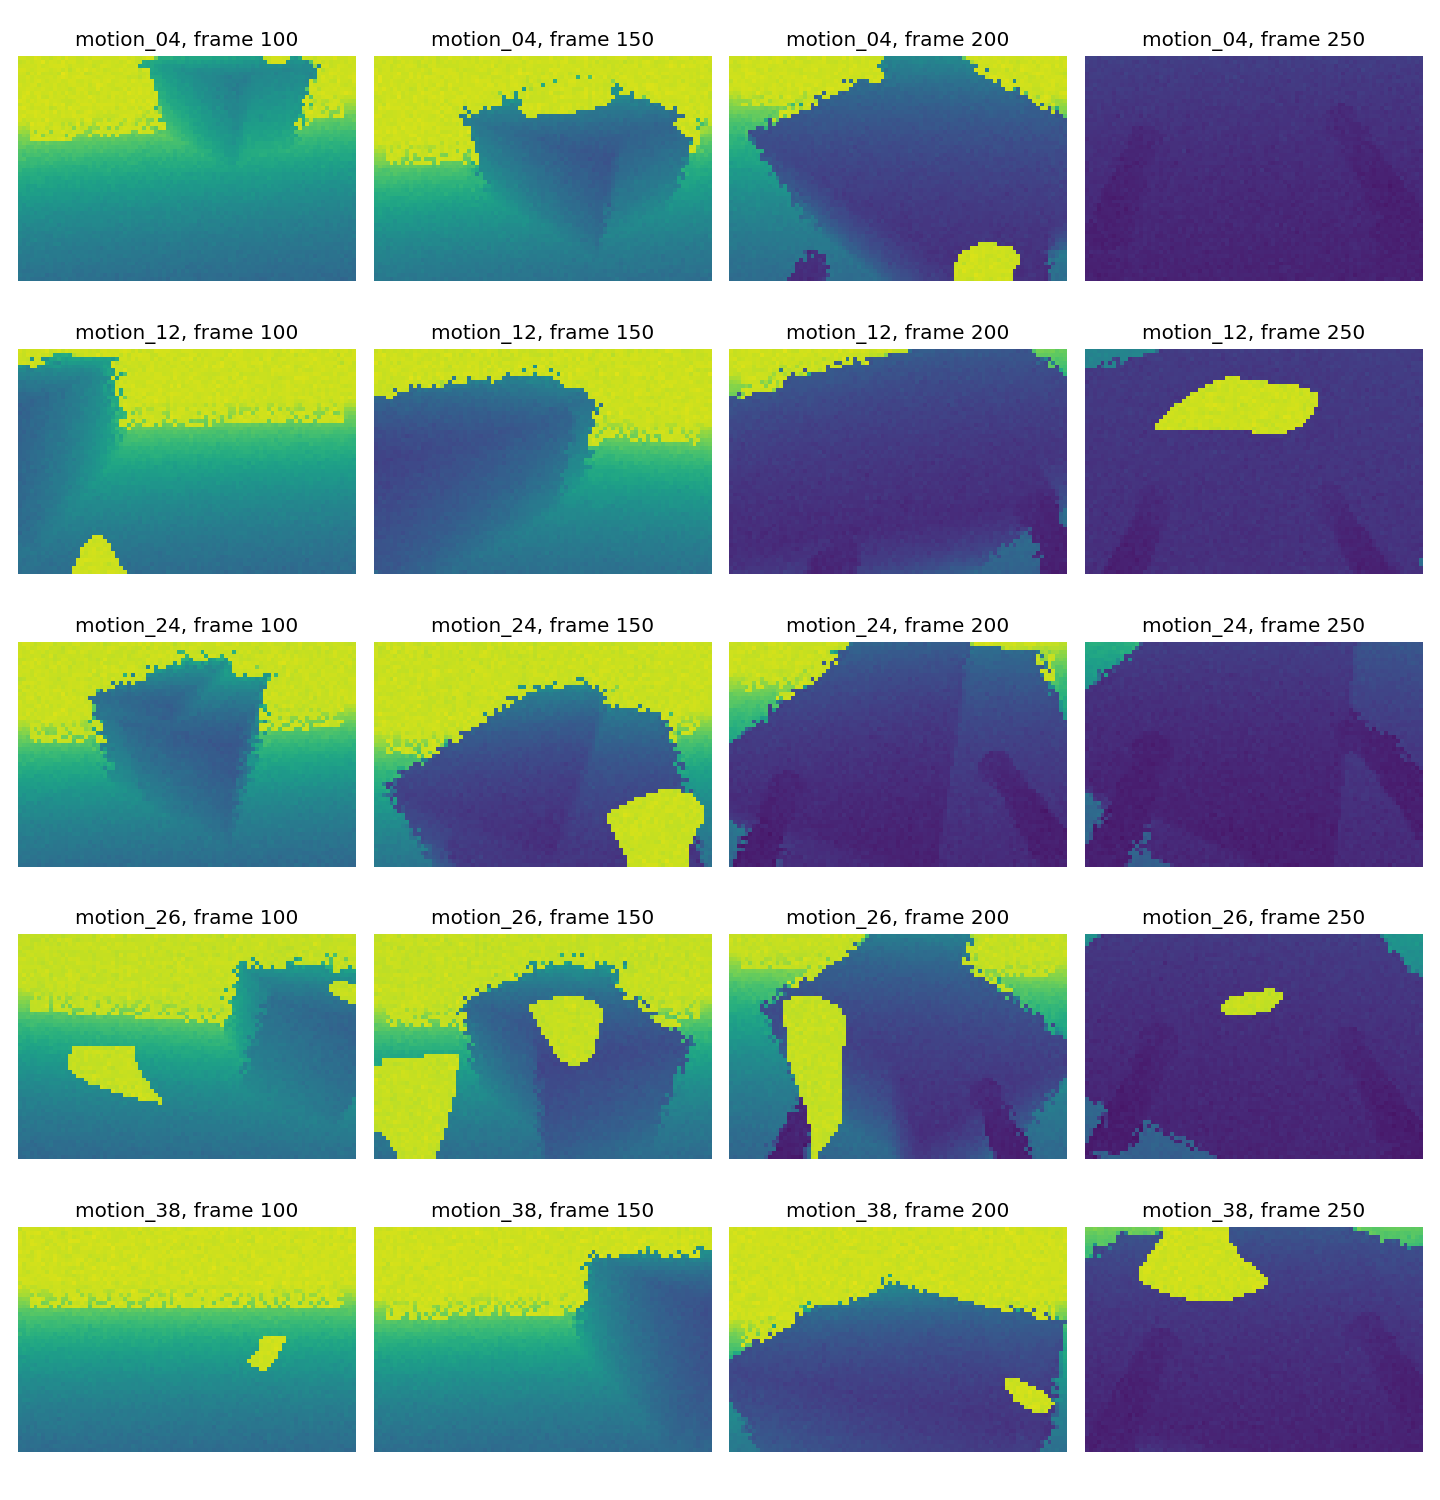 motion_04, frame 100
motion_04, frame 150
motion_04, frame 200
motion_04, frame 250
motion_12, frame 100
motion_12, frame 150
motion_12, frame 200
motion_12, frame 250
motion_24, frame 100
motion_24, frame 150
motion_24, frame 200
motion_24, frame 250
motion_26, frame 100
motion_26, frame 150
motion_26, frame 200
motion_26, frame 250
motion_38, frame 100
motion_38, frame 150
motion_38, frame 200
motion_38, frame 250